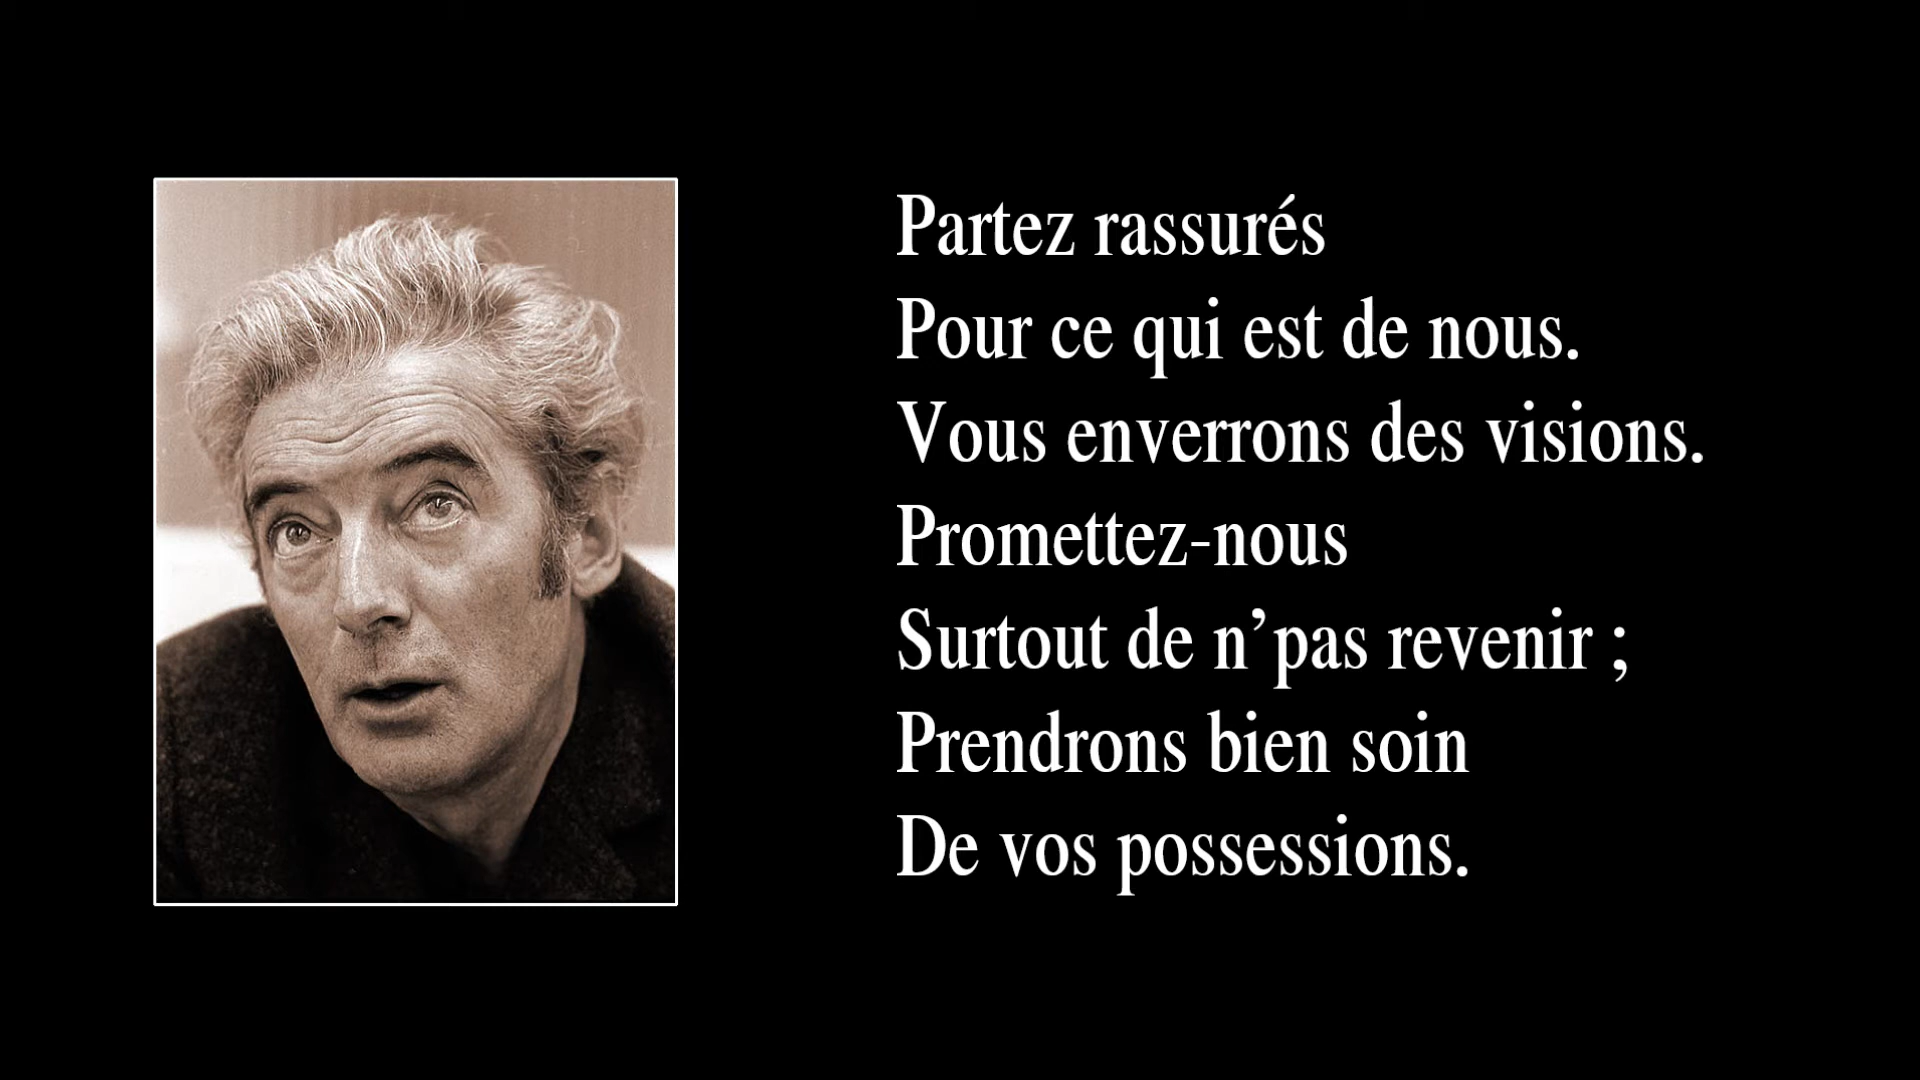 Partez rassurés
Pour ce qui est de nous.
Vous enverrons des visions.
Promettez-nous
Surtout de n’pas revenir ;
Prendrons bien soin
De vos possessions.